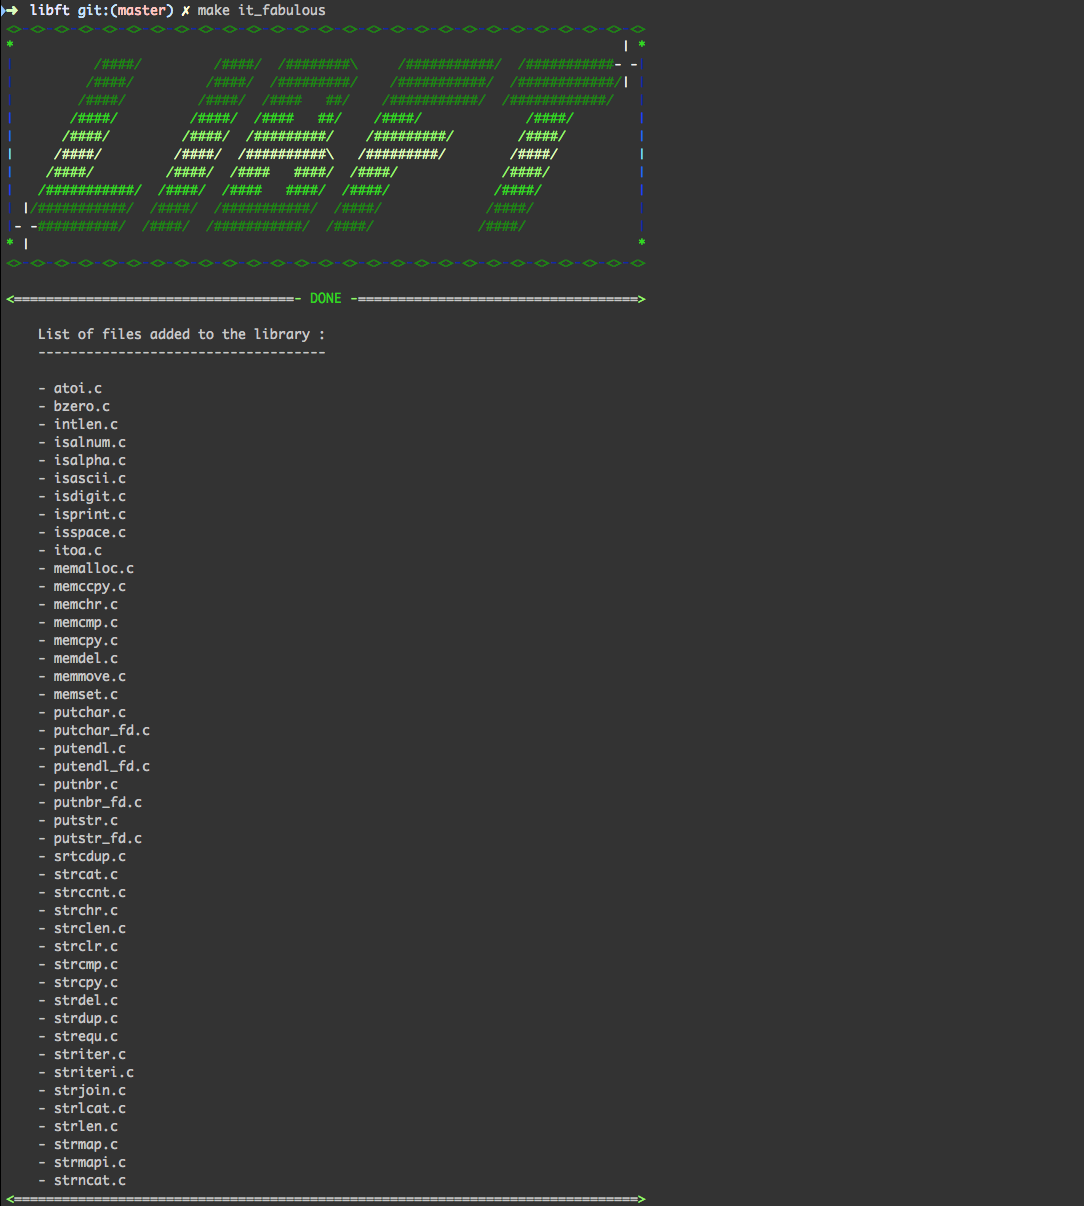 ➜ libft git:(master) ✗ make it_fabulous
LIBFT
- DONE -
List of files added to the library :
------------------------------------
- atoi.c
- bzero.c
- intlen.c
- isalnum.c
- isalpha.c
- isascii.c
- isdigit.c
- isprint.c
- isspace.c
- itoa.c
- memalloc.c
- memccpy.c
- memchr.c
- memcmp.c
- memcpy.c
- memdel.c
- memmove.c
- memset.c
- putchar.c
- putchar_fd.c
- putendl.c
- putendl_fd.c
- putnbr.c
- putnbr_fd.c
- putstr.c
- putstr_fd.c
- srtcdup.c
- strcat.c
- strccnt.c
- strchr.c
- strclen.c
- strclr.c
- strcmp.c
- strcpy.c
- strdel.c
- strdup.c
- strequ.c
- striter.c
- striteri.c
- strjoin.c
- strlcat.c
- strlen.c
- strmap.c
- strmapi.c
- strncat.c